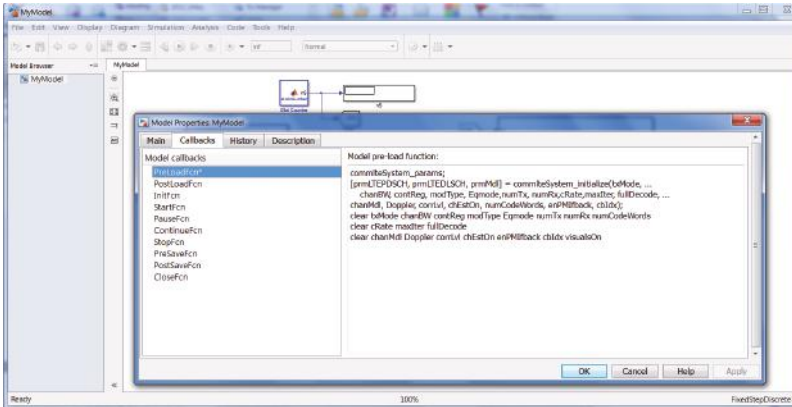 MyModel
File Edit View Display Diagram Simulation Analysis Code Tools Help
inf Normal
Model Browser MyModel
MyModel
Model Properties: MyModel
Main Callbacks History Description
Model callbacks
PreLoadFcn*
PostLoadFcn
InitFcn
StartFcn
PauseFcn
ContinueFcn
StopFcn
PreSaveFcn
PostSaveFcn
CloseFcn
Model pre-load function:
commlteSystem_params;
[prmLTEPDSCH, prmLTEDLSCH, prmMdl] = commlteSystem_initialize(txMode, ...
chanBW, contReg, modType, Eqmode,numTx, numRx,cRate,maxIter, fullDecode, ...
chanMdl, Doppler, corrLvl, chEstOn, numCodeWords, enPMIfback, cbIdx);
clear txMode chanBW contReg modType Eqmode numTx numRx numCodeWords
clear cRate maxIter fullDecode
clear chanMdl Doppler corrLvl chEstOn enPMIfback cbIdx visualsOn
OK Cancel Help Apply
Ready 100% FixedStepDiscrete